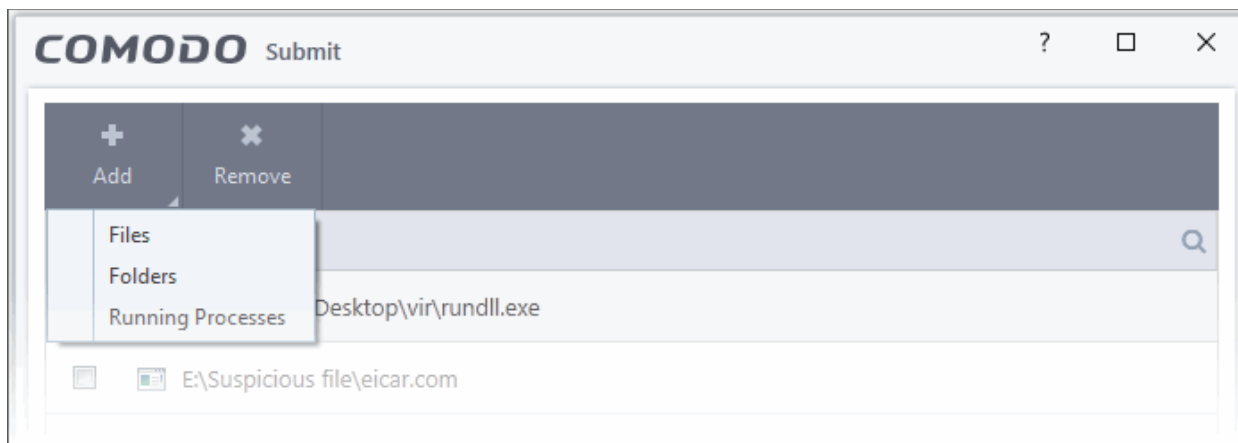 COMODO Submit ?
Add Remove
Files
Folders
Running Processes
Desktop\vir\rundll.exe
E:\Suspicious file\eicar.com